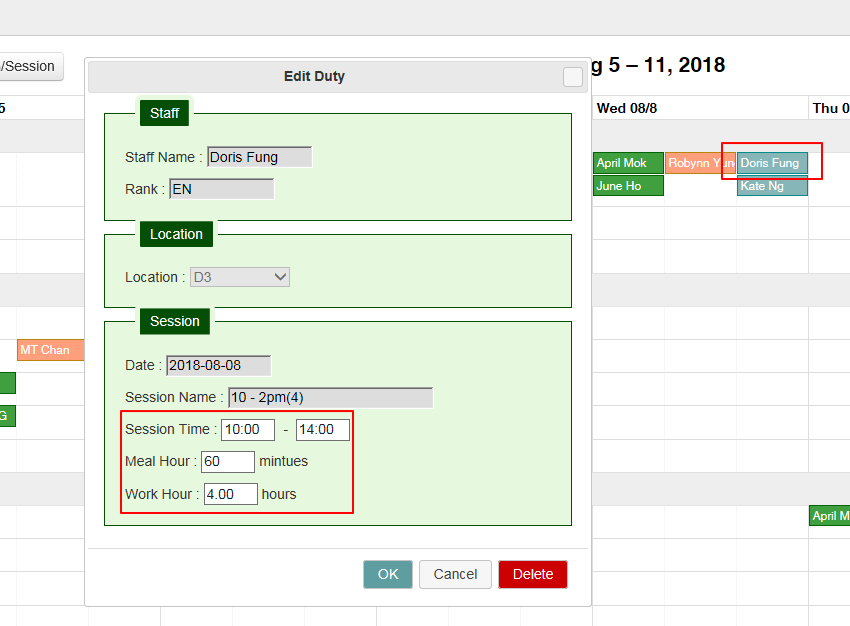 /Session
Edit Duty
g 5 – 11, 2018
5
Wed 08/8
Thu 0
Staff
Staff Name : Doris Fung
Rank : EN
April Mok Robynn Yun Doris Fung
June Ho Kate Ng
Location
Location : D3
Session
MT Chan
Date : 2018-08-08
Session Name : 10 - 2pm(4)
G
Session Time : 10:00 - 14:00
Meal Hour : 60 mintues
Work Hour : 4.00 hours
April M
OK Cancel Delete